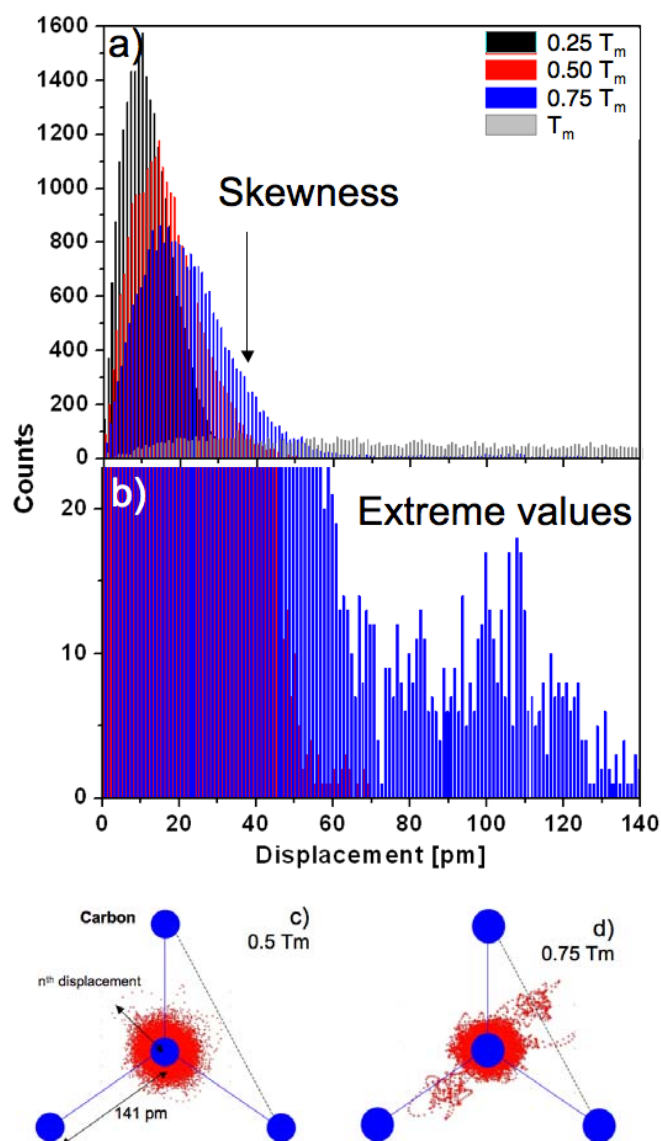 a)
0.25 Tm
0.50 Tm
0.75 Tm
Tm
Skewness
1600
1400
1200
1000
800
600
400
200
0
Counts
b)
Extreme values
20
10
0
0 20 40 60 80 100 120 140
Displacement [pm]
Carbon
c)
0.5 Tm
nth displacement
141 pm
d)
0.75 Tm